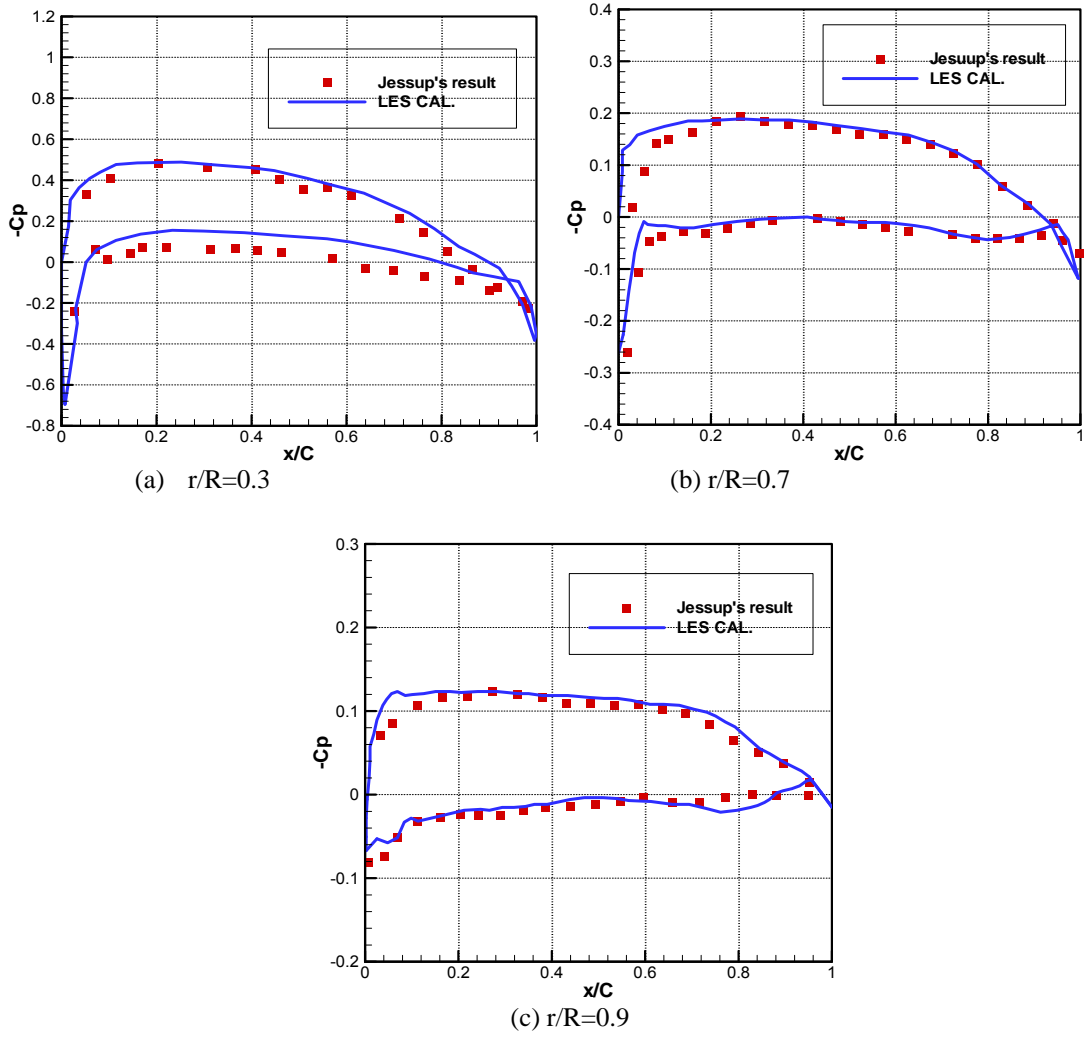 1.2
1
0.8
0.6
0.4
0.2
0
-0.2
-0.4
-0.6
-0.8
-Cp
Jessup's result
LES CAL.
0 0.2 0.4 0.6 0.8 1
x/C
(a) r/R=0.3
0.4
0.3
0.2
0.1
0
-0.1
-0.2
-0.3
-0.4
-Cp
Jesuup's result
LES CAL.
0 0.2 0.4 0.6 0.8 1
x/C
(b) r/R=0.7
0.3
0.2
0.1
0
-0.1
-0.2
-Cp
Jessup's result
LES CAL.
0 0.2 0.4 0.6 0.8 1
x/C
(c) r/R=0.9